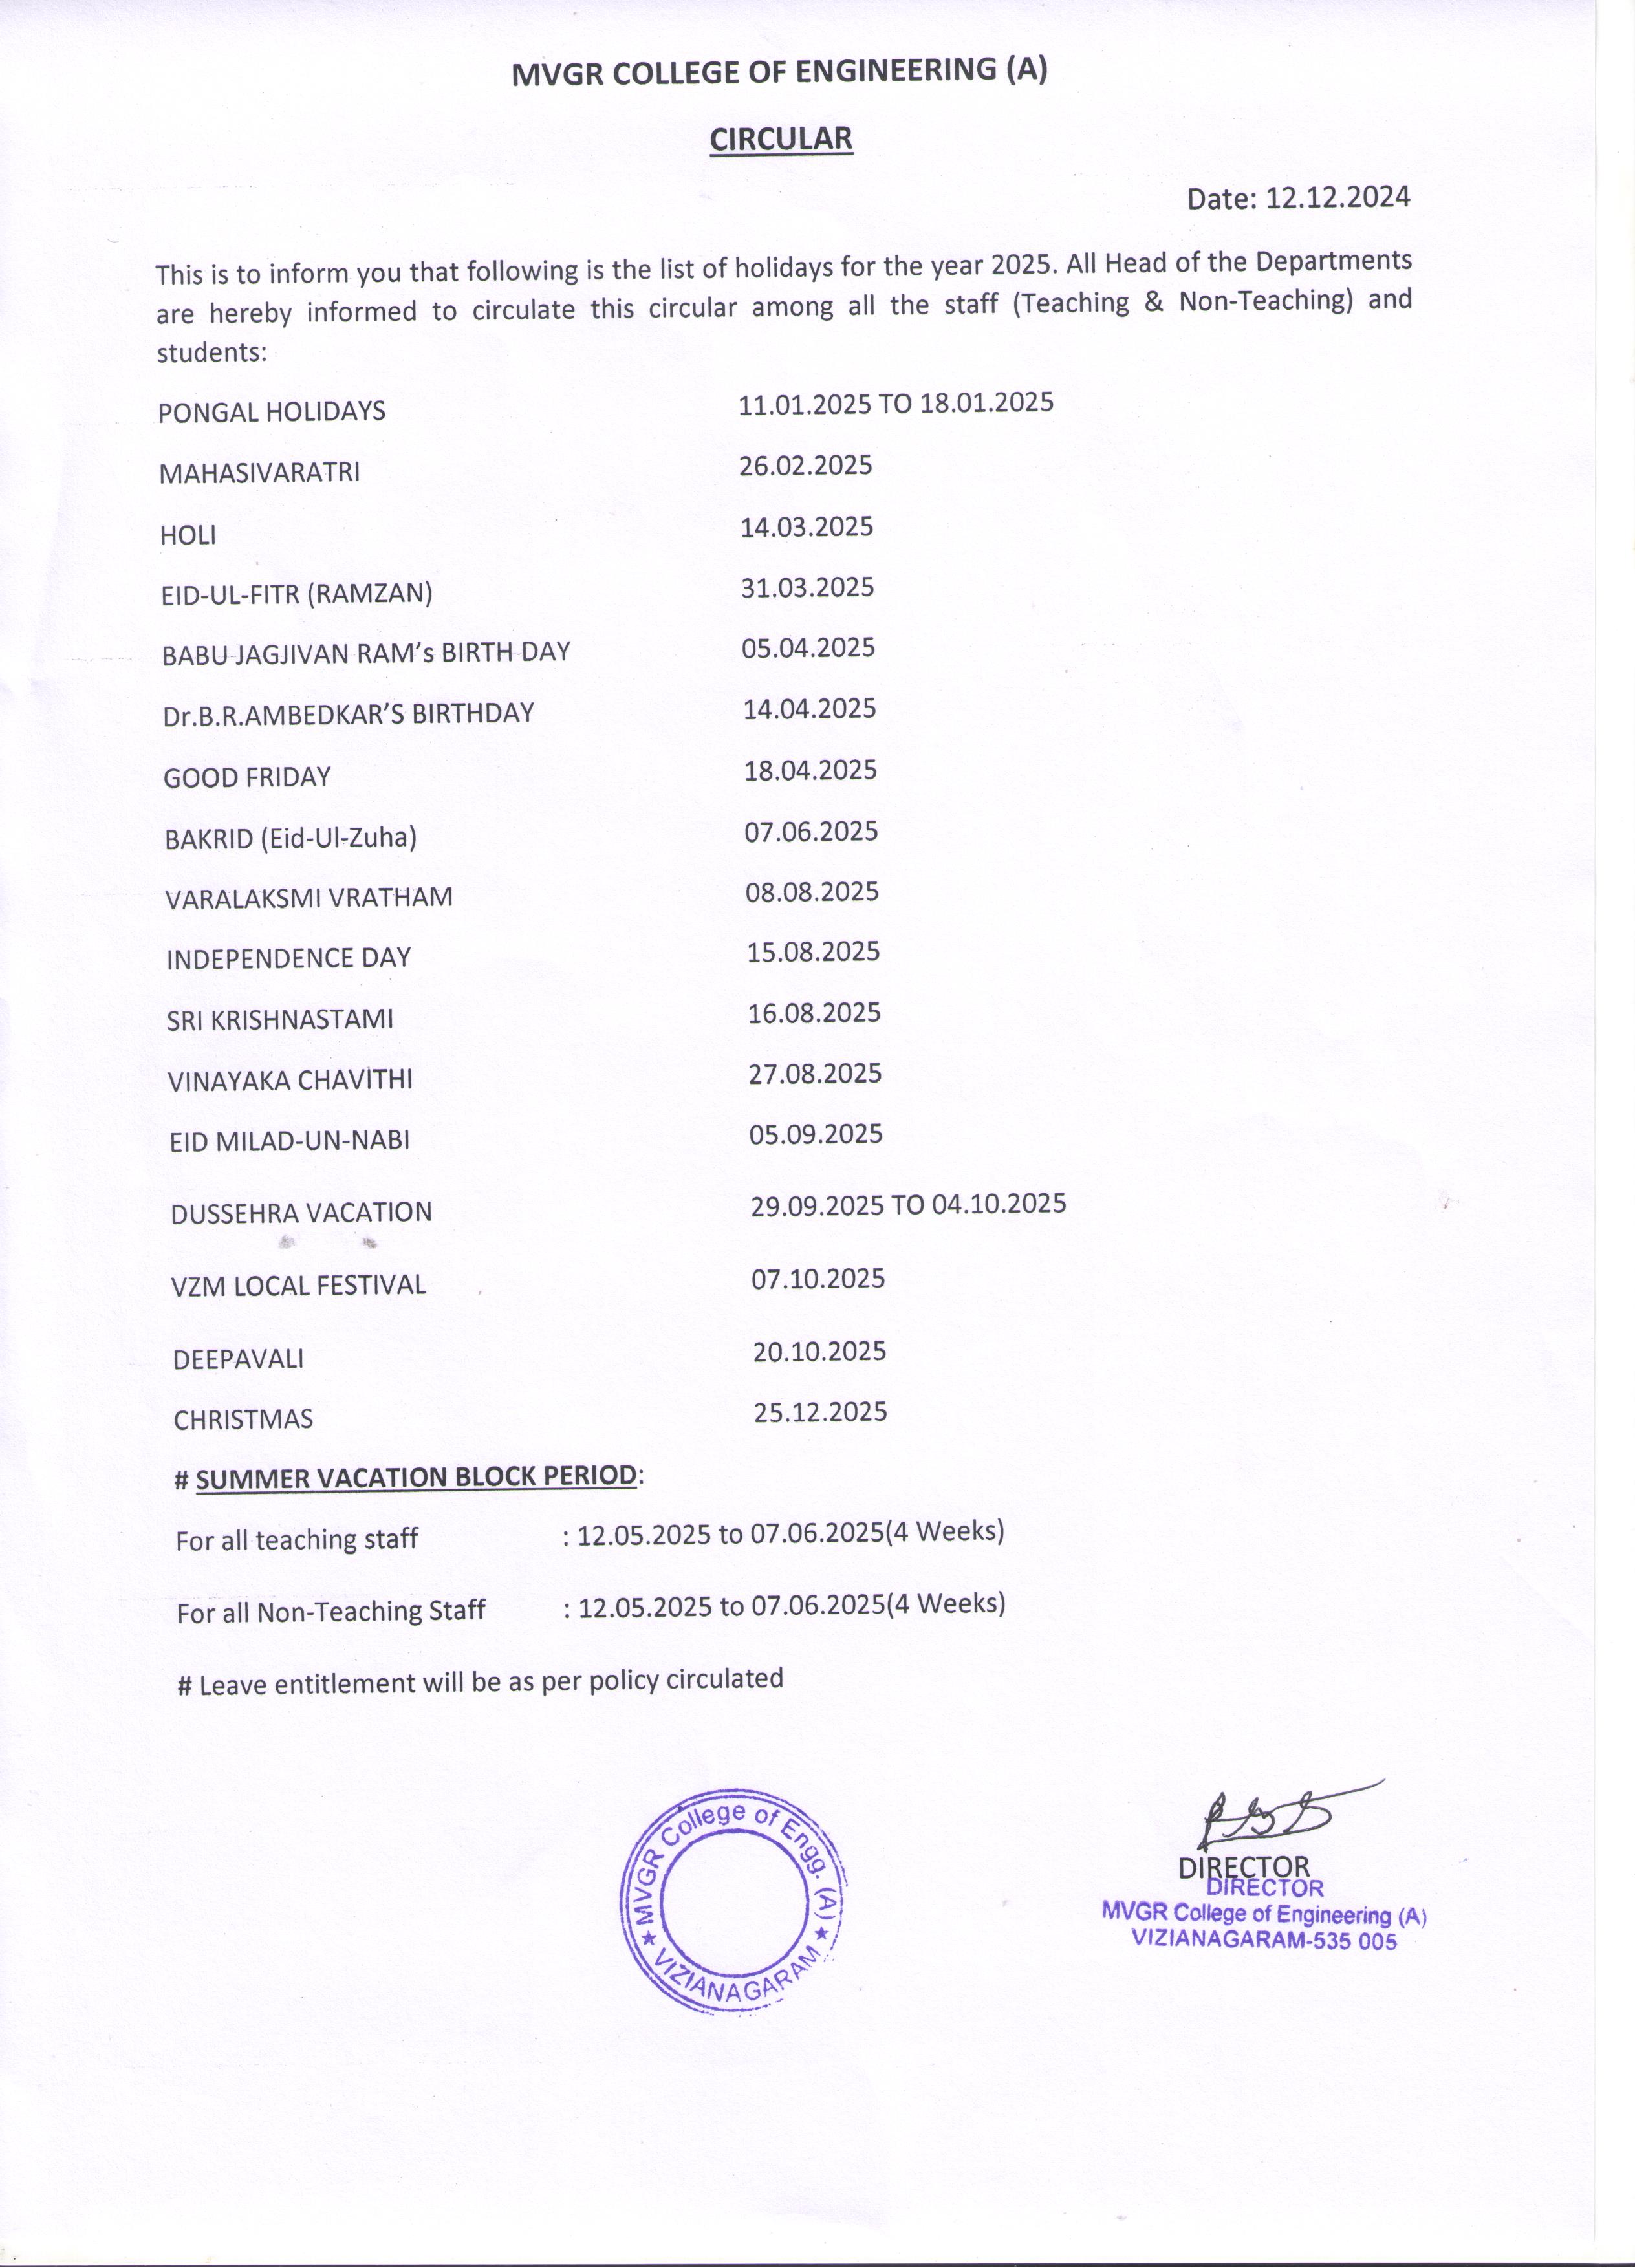 MVGR COLLEGE OF ENGINEERING (A)
CIRCULAR
Date: 12.12.2024
This is to inform you that following is the list of holidays for the year 2025. All Head of the Departments
are hereby informed to circulate this circular among all the staff (Teaching & Non-Teaching) and
students:
PONGAL HOLIDAYS 11.01.2025 TO 18.01.2025
MAHASIVARATRI 26.02.2025
HOLI 14.03.2025
EID-UL-FITR (RAMZAN) 31.03.2025
BABU JAGJIVAN RAM’s BIRTH DAY 05.04.2025
Dr.B.R.AMBEDKAR’S BIRTHDAY 14.04.2025
GOOD FRIDAY 18.04.2025
BAKRID (Eid-Ul-Zuha) 07.06.2025
VARALAKSMI VRATHAM 08.08.2025
INDEPENDENCE DAY 15.08.2025
SRI KRISHNASTAMI 16.08.2025
VINAYAKA CHAVITHI 27.08.2025
EID MILAD-UN-NABI 05.09.2025
DUSSEHRA VACATION 29.09.2025 TO 04.10.2025
VZM LOCAL FESTIVAL 07.10.2025
DEEPAVALI 20.10.2025
CHRISTMAS 25.12.2025
# SUMMER VACATION BLOCK PERIOD:
For all teaching staff : 12.05.2025 to 07.06.2025(4 Weeks)
For all Non-Teaching Staff : 12.05.2025 to 07.06.2025(4 Weeks)
# Leave entitlement will be as per policy circulated
MVGR College of Engg. (A)
★ VIZIANAGARAM ★
DIRECTOR
DIRECTOR
MVGR College of Engineering (A)
VIZIANAGARAM-535 005